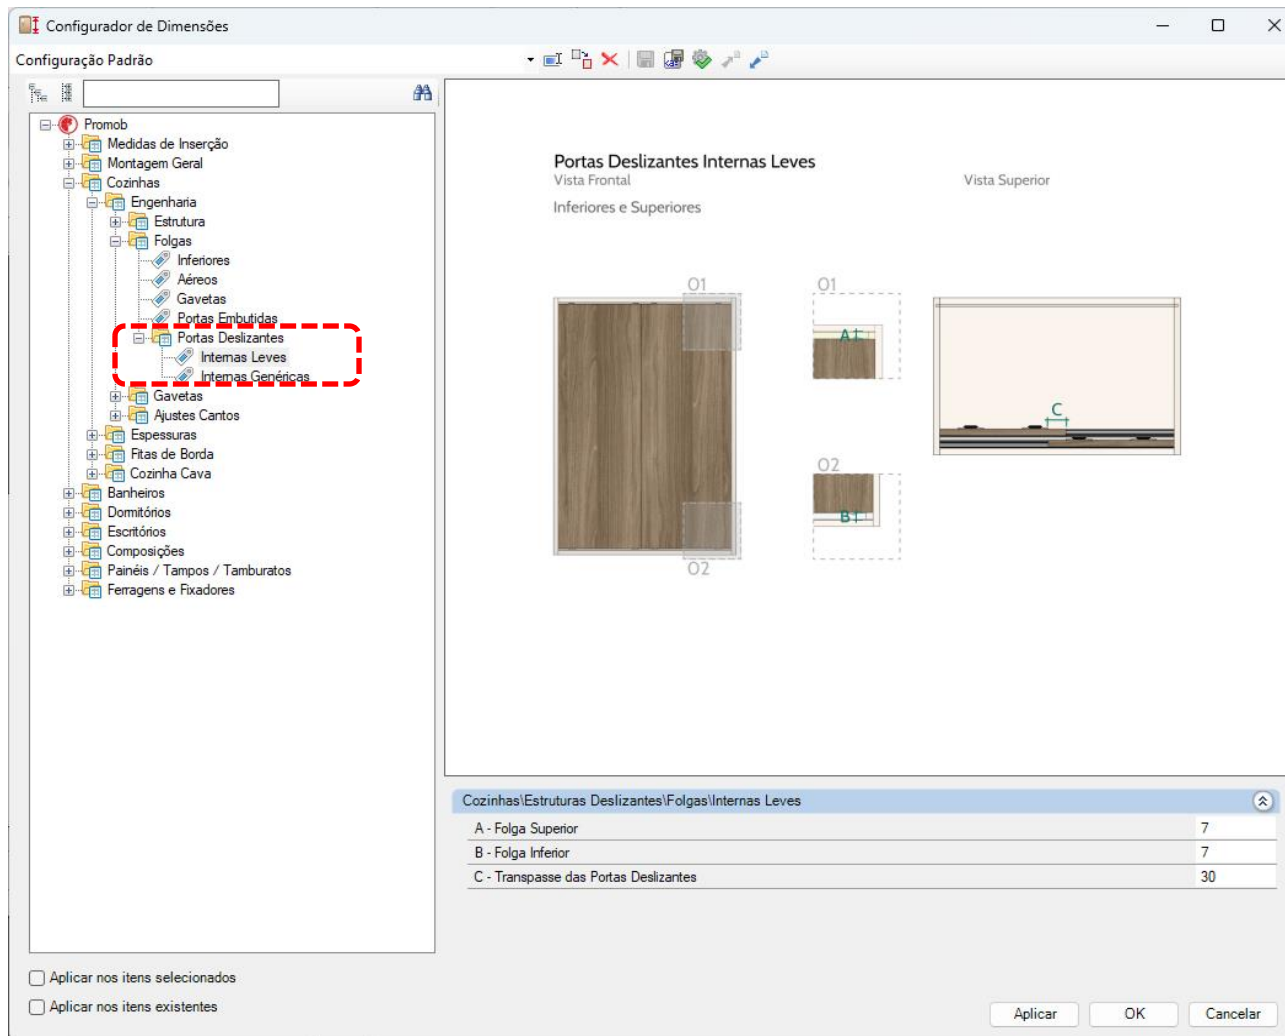 Configurador de Dimensões
Configuração Padrão
Promob
Medidas de Inserção
Montagem Geral
Cozinhas
Engenharia
Estrutura
Folgas
Inferiores
Aéreos
Gavetas
Portas Embutidas
Portas Deslizantes
Internas Leves
Internas Genéricas
Gavetas
Ajustes Cantos
Espessuras
Fitas de Borda
Cozinha Cava
Banheiros
Dormitórios
Escritórios
Composições
Painéis / Tampos / Tamburatos
Ferragens e Fixadores
Portas Deslizantes Internas Leves
Vista Frontal
Vista Superior
Inferiores e Superiores
O1
O1
A
C
O2
B
O2
Cozinhas\Estruturas Deslizantes\Folgas\Internas Leves
A - Folga Superior 7
B - Folga Inferior 7
C - Transpasse das Portas Deslizantes 30
Aplicar nos itens selecionados
Aplicar nos itens existentes
Aplicar
OK
Cancelar